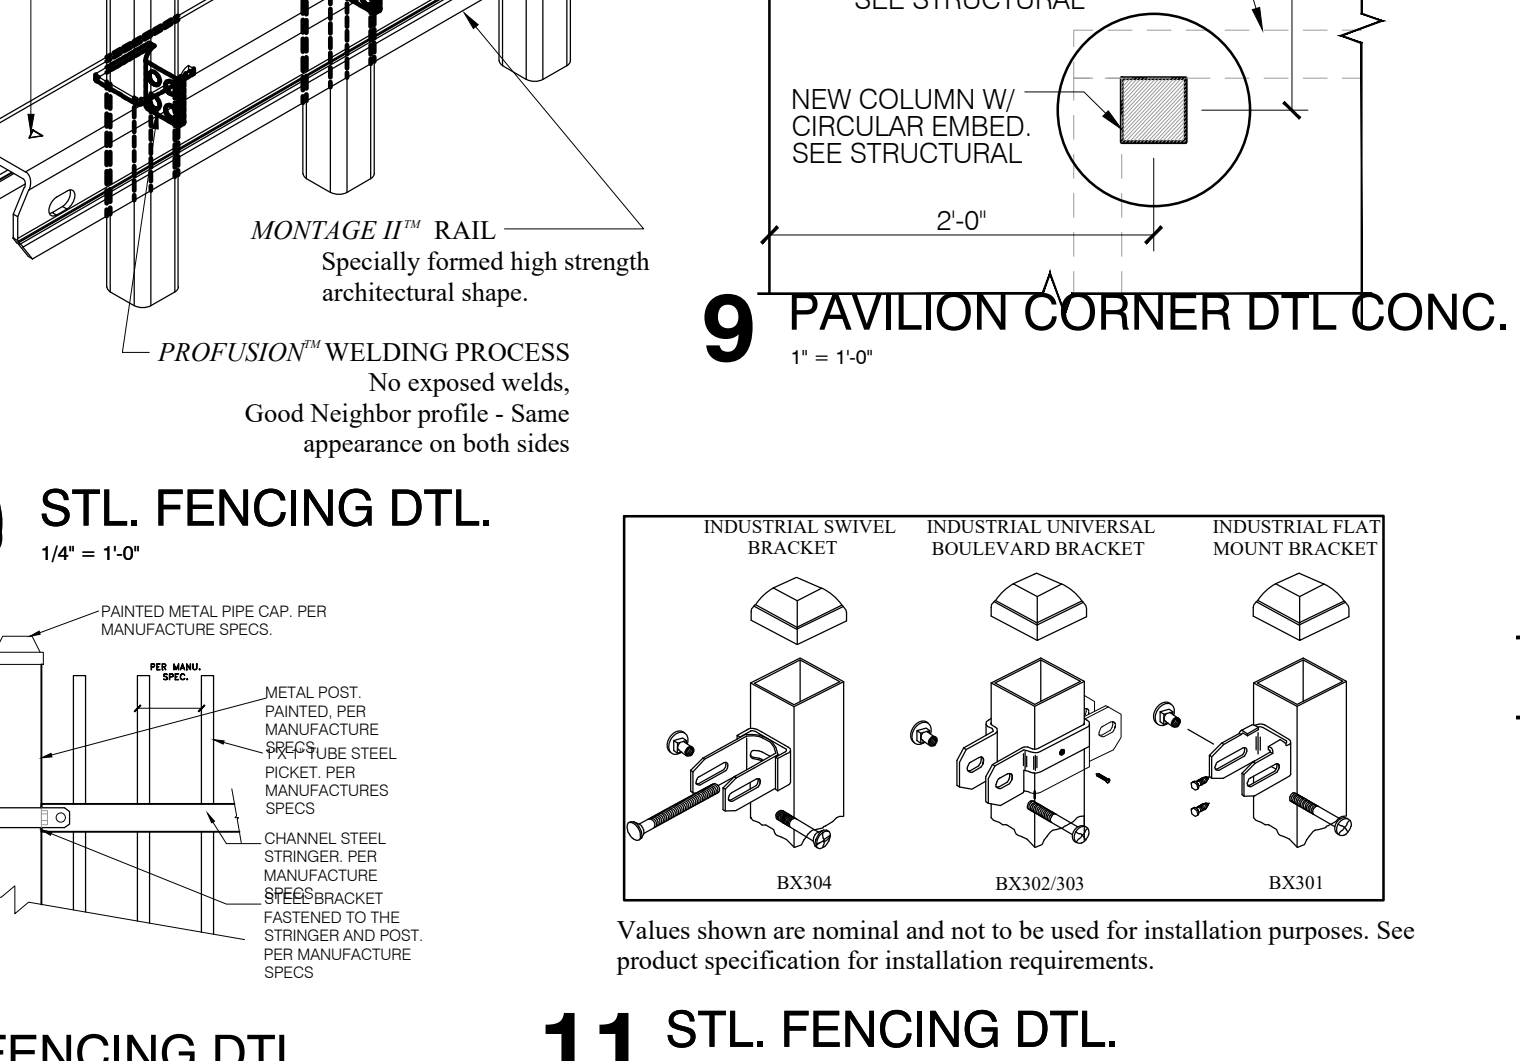 MONTAGE II™ RAIL
Specially formed high strength
architectural shape.
PROFUSION™ WELDING PROCESS
No exposed welds,
Good Neighbor profile - Same
appearance on both sides
STL. FENCING DTL.
1/4" = 1'-0"
SEE STRUCTURAL
NEW COLUMN W/
CIRCULAR EMBED.
SEE STRUCTURAL
2'-0"
9 PAVILION CORNER DTL CONC.
1" = 1'-0"
PAINTED METAL PIPE CAP. PER
MANUFACTURE SPECS.
PER MANU.
SPEC.
METAL POST.
PAINTED, PER
MANUFACTURE
SPECS
1"X 1" TUBE STEEL
PICKET. PER
MANUFACTURES
SPECS
CHANNEL STEEL
STRINGER. PER
MANUFACTURE
SPECS
STEEL BRACKET
FASTENED TO THE
STRINGER AND POST.
PER MANUFACTURE
SPECS
FENCING DTL
INDUSTRIAL SWIVEL
BRACKET
INDUSTRIAL UNIVERSAL
BOULEVARD BRACKET
INDUSTRIAL FLAT
MOUNT BRACKET
BX304
BX302/303
BX301
Values shown are nominal and not to be used for installation purposes. See
product specification for installation requirements.
11 STL. FENCING DTL.